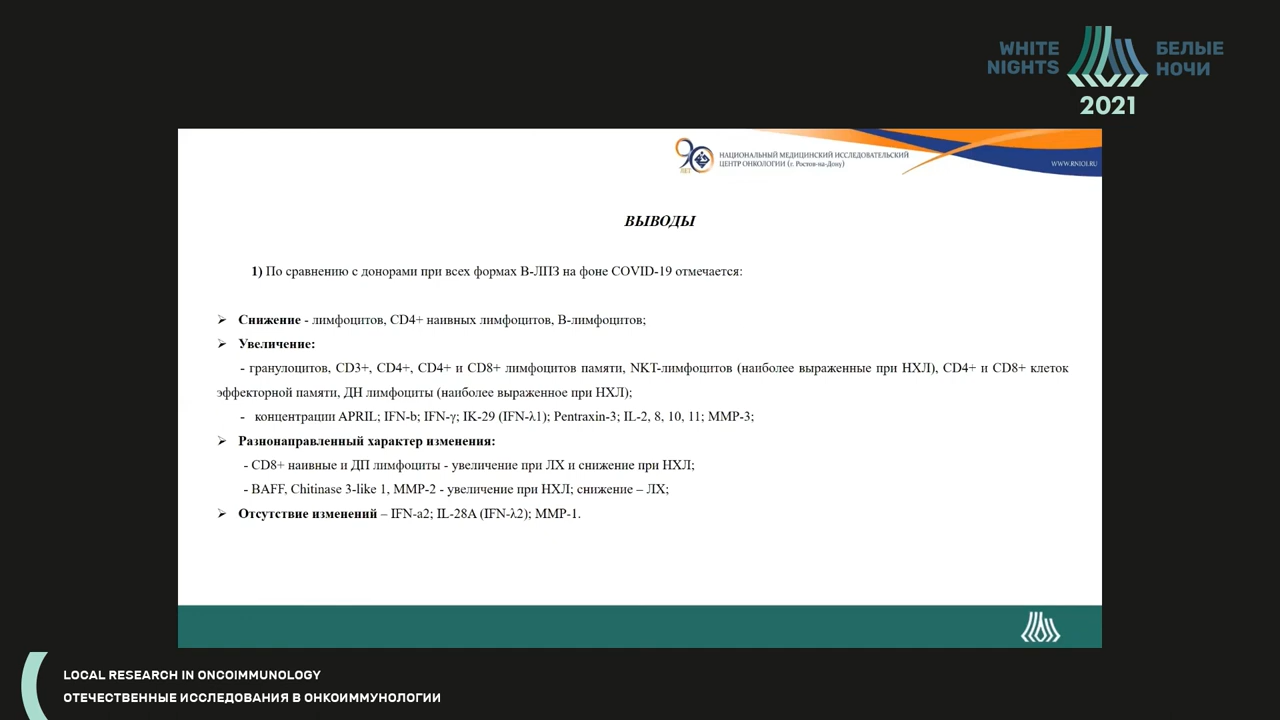 WHITE NIGHTS
БЕЛЫЕ НОЧИ
2021
90 ЛЕТ
НАЦИОНАЛЬНЫЙ МЕДИЦИНСКИЙ ИССЛЕДОВАТЕЛЬСКИЙ
ЦЕНТР ОНКОЛОГИИ (г. Ростов-на-Дону)
WWW.RNIOI.RU
ВЫВОДЫ
1) По сравнению с донорами при всех формах В-ЛПЗ на фоне COVID-19 отмечается:
➢ Снижение - лимфоцитов, CD4+ наивных лимфоцитов, В-лимфоцитов;
➢ Увеличение:
- гранулоцитов, CD3+, CD4+, CD4+ и CD8+ лимфоцитов памяти, NKT-лимфоцитов (наиболее выраженные при НХЛ), CD4+ и CD8+ клеток
эффекторной памяти, ДН лимфоциты (наиболее выраженное при НХЛ);
- концентрации APRIL; IFN-b; IFN-γ; IK-29 (IFN-λ1); Pentraxin-3; IL-2, 8, 10, 11; MMP-3;
➢ Разнонаправленный характер изменения:
- CD8+ наивные и ДП лимфоциты - увеличение при ЛХ и снижение при НХЛ;
- BAFF, Chitinase 3-like 1, MMP-2 - увеличение при НХЛ; снижение – ЛХ;
➢ Отсутствие изменений – IFN-a2; IL-28A (IFN-λ2); MMP-1.
LOCAL RESEARCH IN ONCOIMMUNOLOGY
ОТЕЧЕСТВЕННЫЕ ИССЛЕДОВАНИЯ В ОНКОИММУНОЛОГИИ